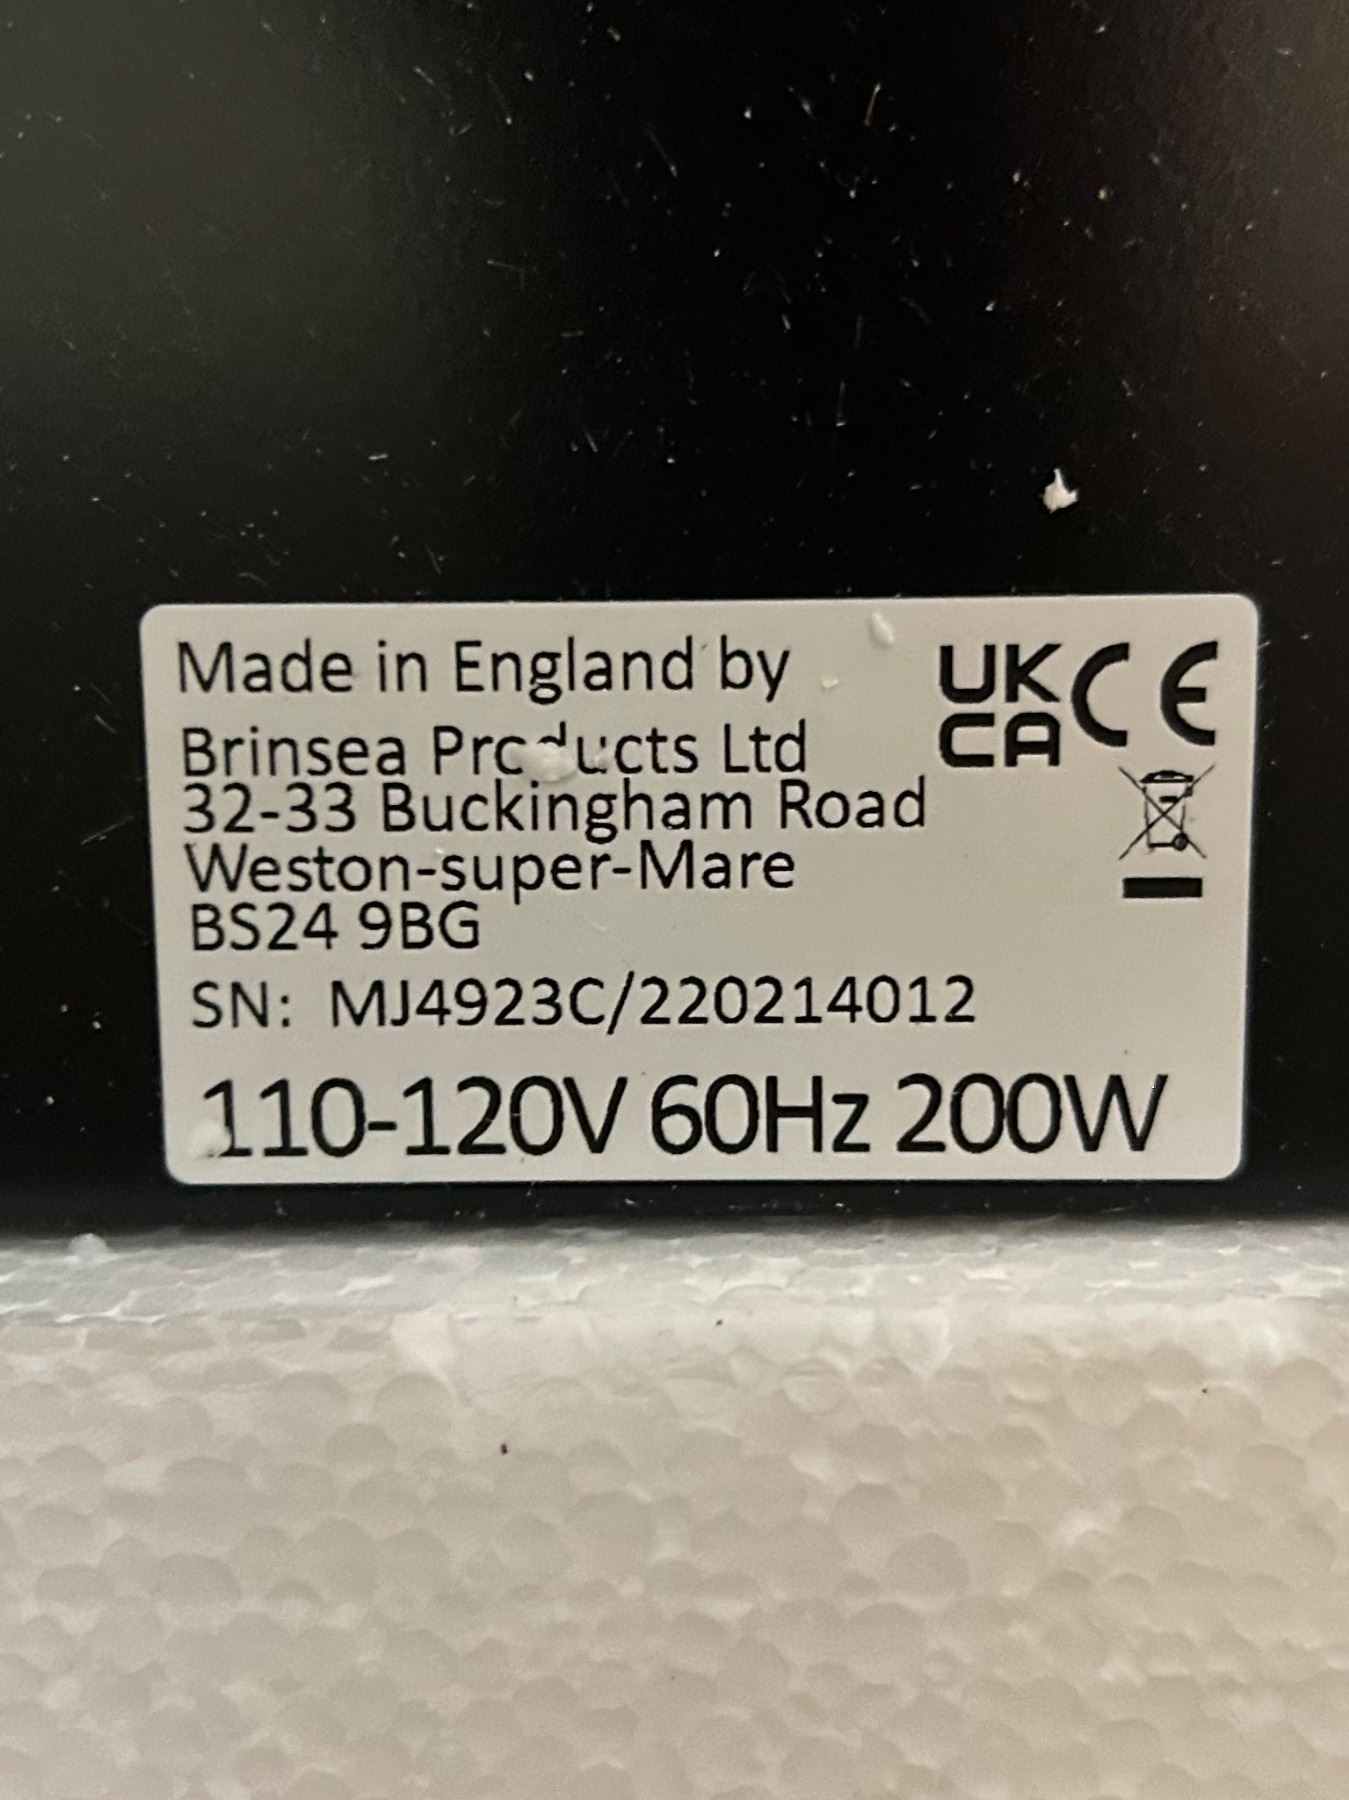 Made in England by
Brinsea Products Ltd
32-33 Buckingham Road
Weston-super-Mare
BS24 9BG
SN: MJ4923C/220214012
110-120V 60Hz 200W
UK
CA
CE